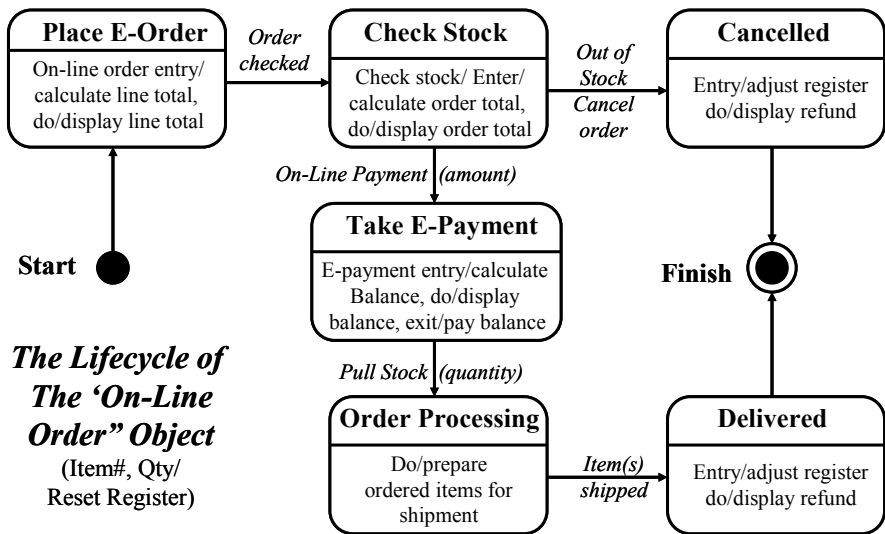 Place E-Order
On-line order entry/
calculate line total,
do/display line total
Order
checked
Check Stock
Check stock/ Enter/
calculate order total,
do/display order total
Out of
Stock
Cancel
order
Cancelled
Entry/adjust register
do/display refund
On-Line Payment (amount)
Start
Take E-Payment
E-payment entry/calculate
Balance, do/display
balance, exit/pay balance
Finish
The Lifecycle of
The ‘On-Line
Order” Object
(Item#, Qty/
Reset Register)
Pull Stock (quantity)
Order Processing
Do/prepare
ordered items for
shipment
Item(s)
shipped
Delivered
Entry/adjust register
do/display refund